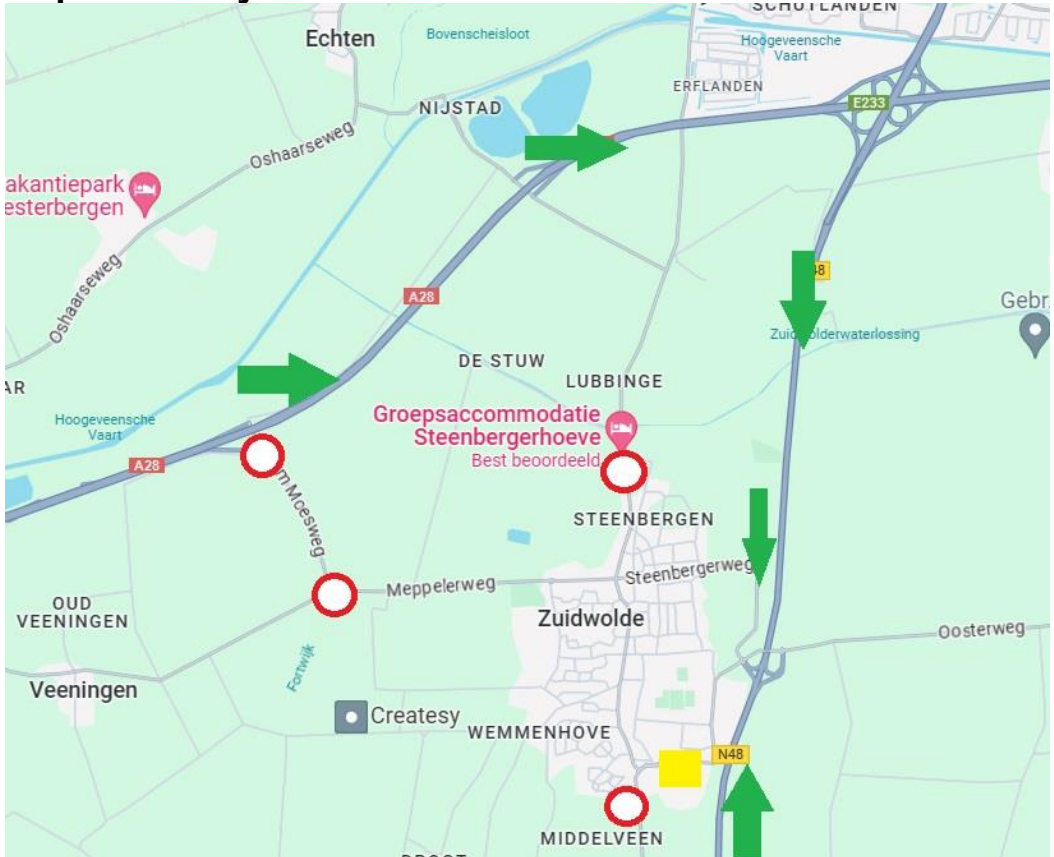 SCHUTLANDEN
Echten
Bovenscheisloot
Hoogeveensche
Vaart
ERFLANDEN
NIJSTAD
E233
Oshaarseweg
akantiepark
esterbergen
Oshaarseweg
A28
48
Gebr.
Zuidwolderwaterlossing
DE STUW
LUBBINGE
AR
Groepsaccommodatie
Steenbergerhoeve
Best beoordeeld
Hoogeveensche
Vaart
A28
m Moesweg
STEENBERGEN
Steenbergerweg
Meppelerweg
OUD
VEENINGEN
Zuidwolde
Oosterweg
Fortwijk
Veeningen
Createsy
WEMMENHOVE
N48
MIDDELVEEN